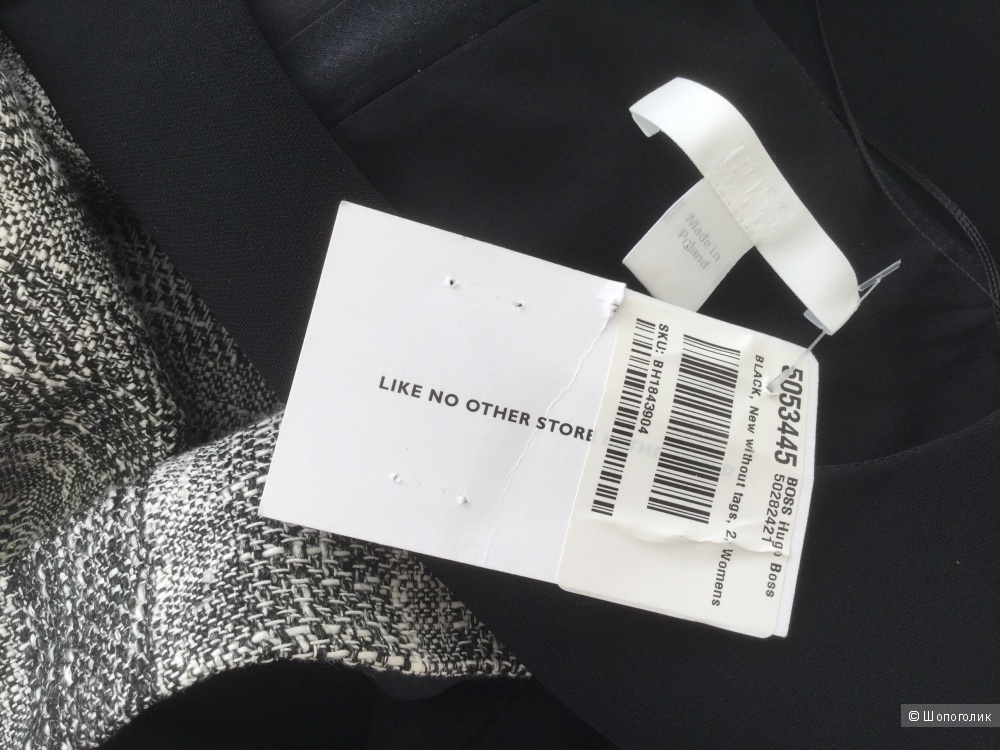 Made in
Poland
LIKE NO OTHER STORE
SKU: BH1843904
5053445 BOSS Hugo Boss
50282421
BLACK, New without tags, 2, Womens
© Шопоголик